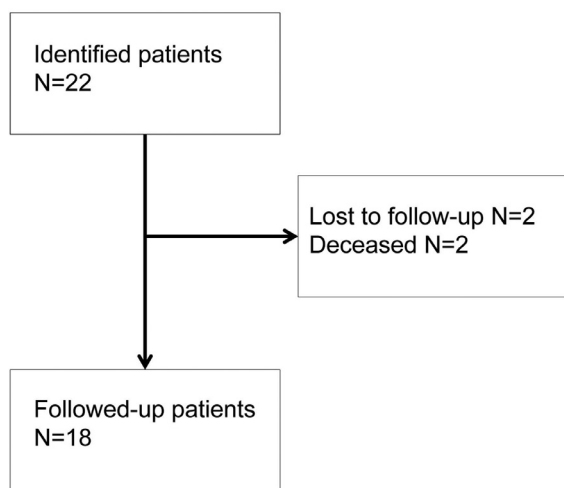 Identified patients
N=22
Lost to follow-up N=2
Deceased N=2
Followed-up patients
N=18